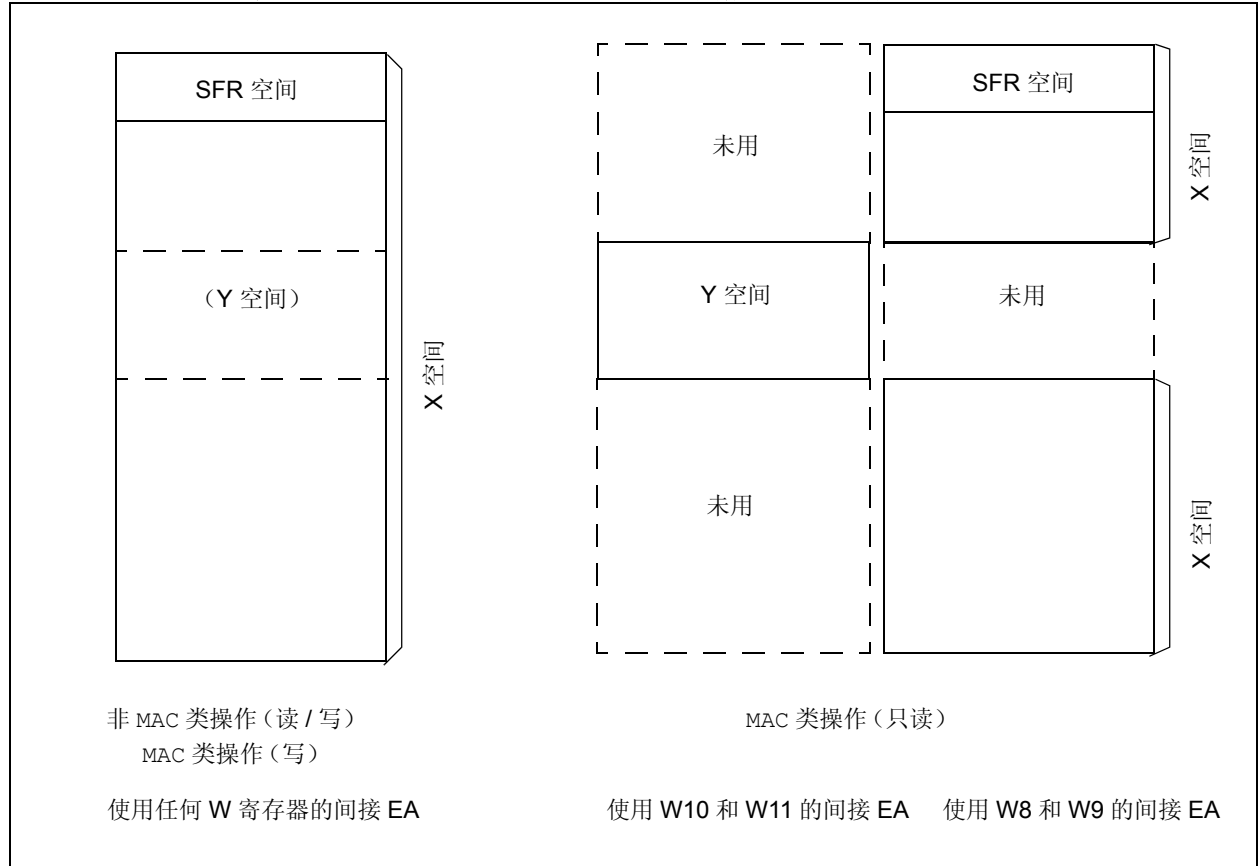 SFR 空间
（Y 空间）
X 空间
未用
Y 空间
未用
SFR 空间
X 空间
未用
X 空间
非 MAC 类操作（读 / 写）
MAC 类操作（写）
MAC 类操作（只读）
使用任何 W 寄存器的间接 EA
使用 W10 和 W11 的间接 EA
使用 W8 和 W9 的间接 EA